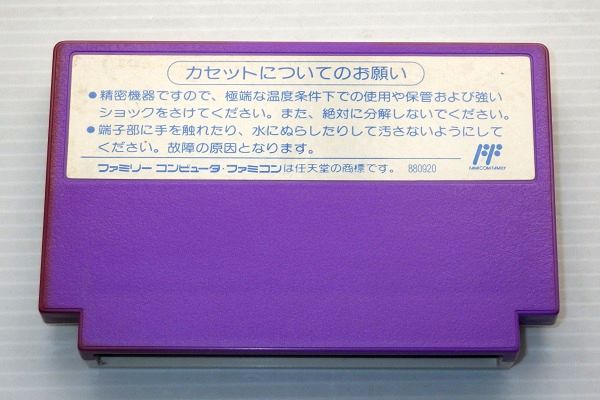 カセットについてのお願い
●精密機器ですので、極端な温度条件下での使用や保管および強い
ショックをさけてください。また、絶対に分解しないでください。
●端子部に手を触れたり、水にぬらしたりして汚さないようにして
ください。故障の原因となります。
ファミリー コンピュータ・ファミコンは任天堂の商標です。 880920
FF
FAMICOM FAMILY